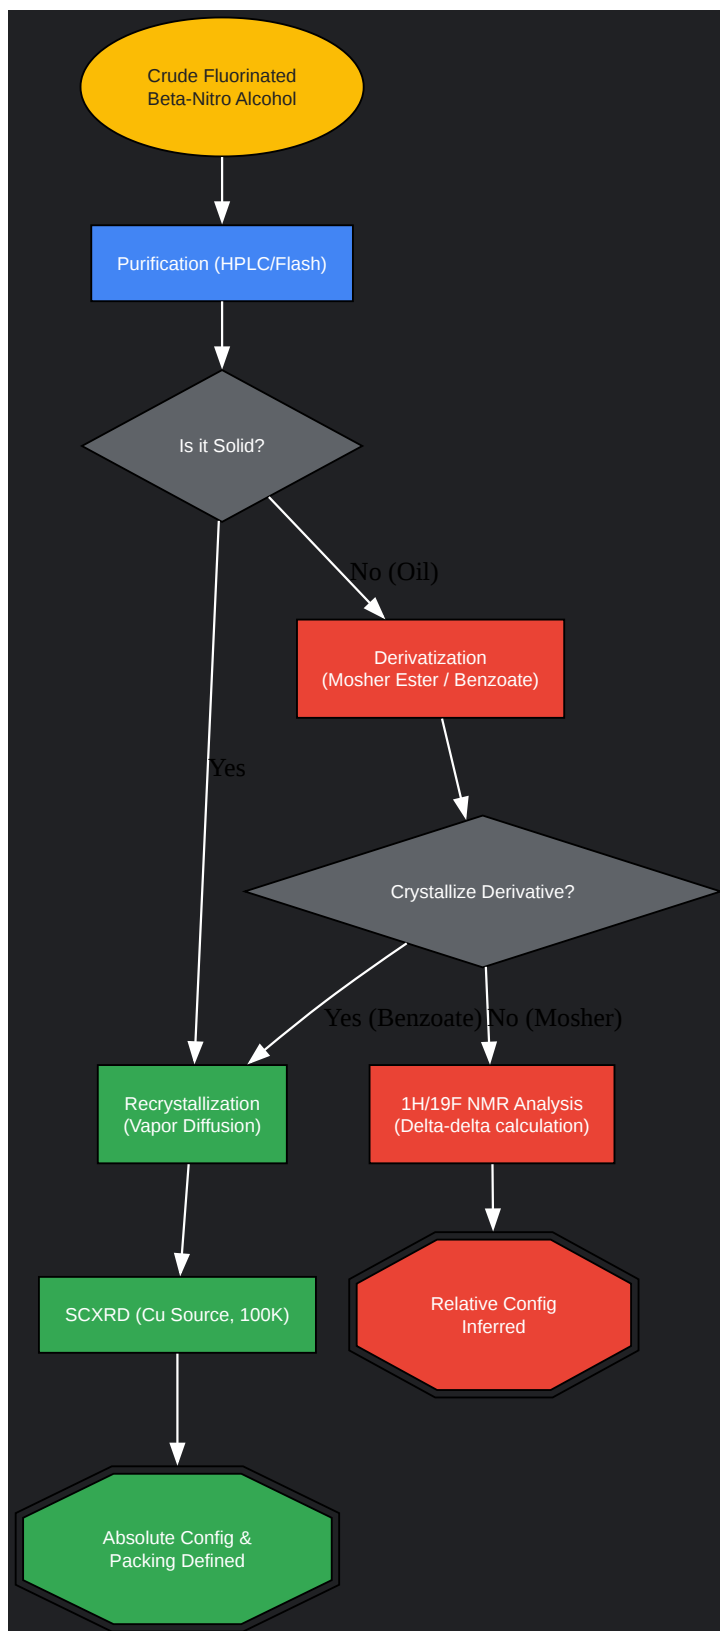 Crude Fluorinated
Beta-Nitro Alcohol
Purification (HPLC/Flash)
Is it Solid?
No (Oil)
Derivatization
(Mosher Ester / Benzoate)
Yes
Crystallize Derivative?
Yes (Benzoate)
No (Mosher)
Recrystallization
(Vapor Diffusion)
1H/19F NMR Analysis
(Delta-delta calculation)
SCXRD (Cu Source, 100K)
Relative Config
Inferred
Absolute Config &
Packing Defined